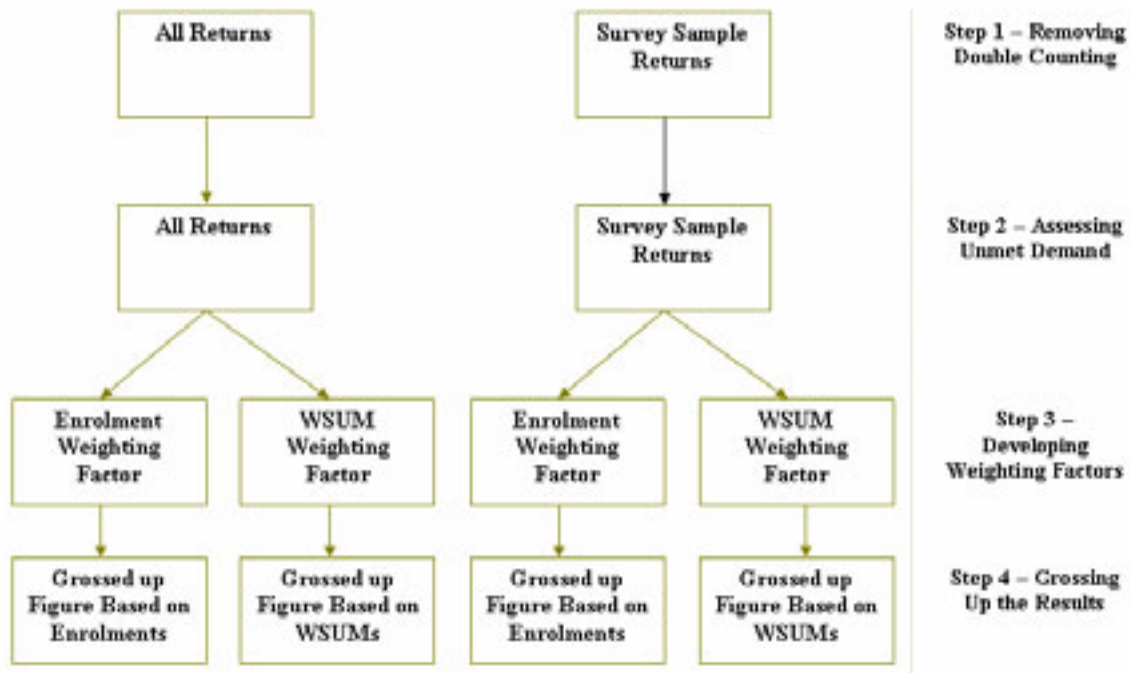 All Returns
Survey Sample
Returns
Step 1 – Removing
Double Counting
All Returns
Survey Sample
Returns
Step 2 – Assessing
Unmet Demand
Enrolment
Weighting
Factor
WSUM
Weighting
Factor
Enrolment
Weighting
Factor
WSUM
Weighting
Factor
Step 3 –
Developing
Weighting Factors
Grossed up
Figure Based on
Enrolments
Grossed up
Figure Based on
WSUMs
Grossed up
Figure Based on
Enrolments
Grossed up
Figure Based on
WSUMs
Step 4 – Grossing
Up the Results